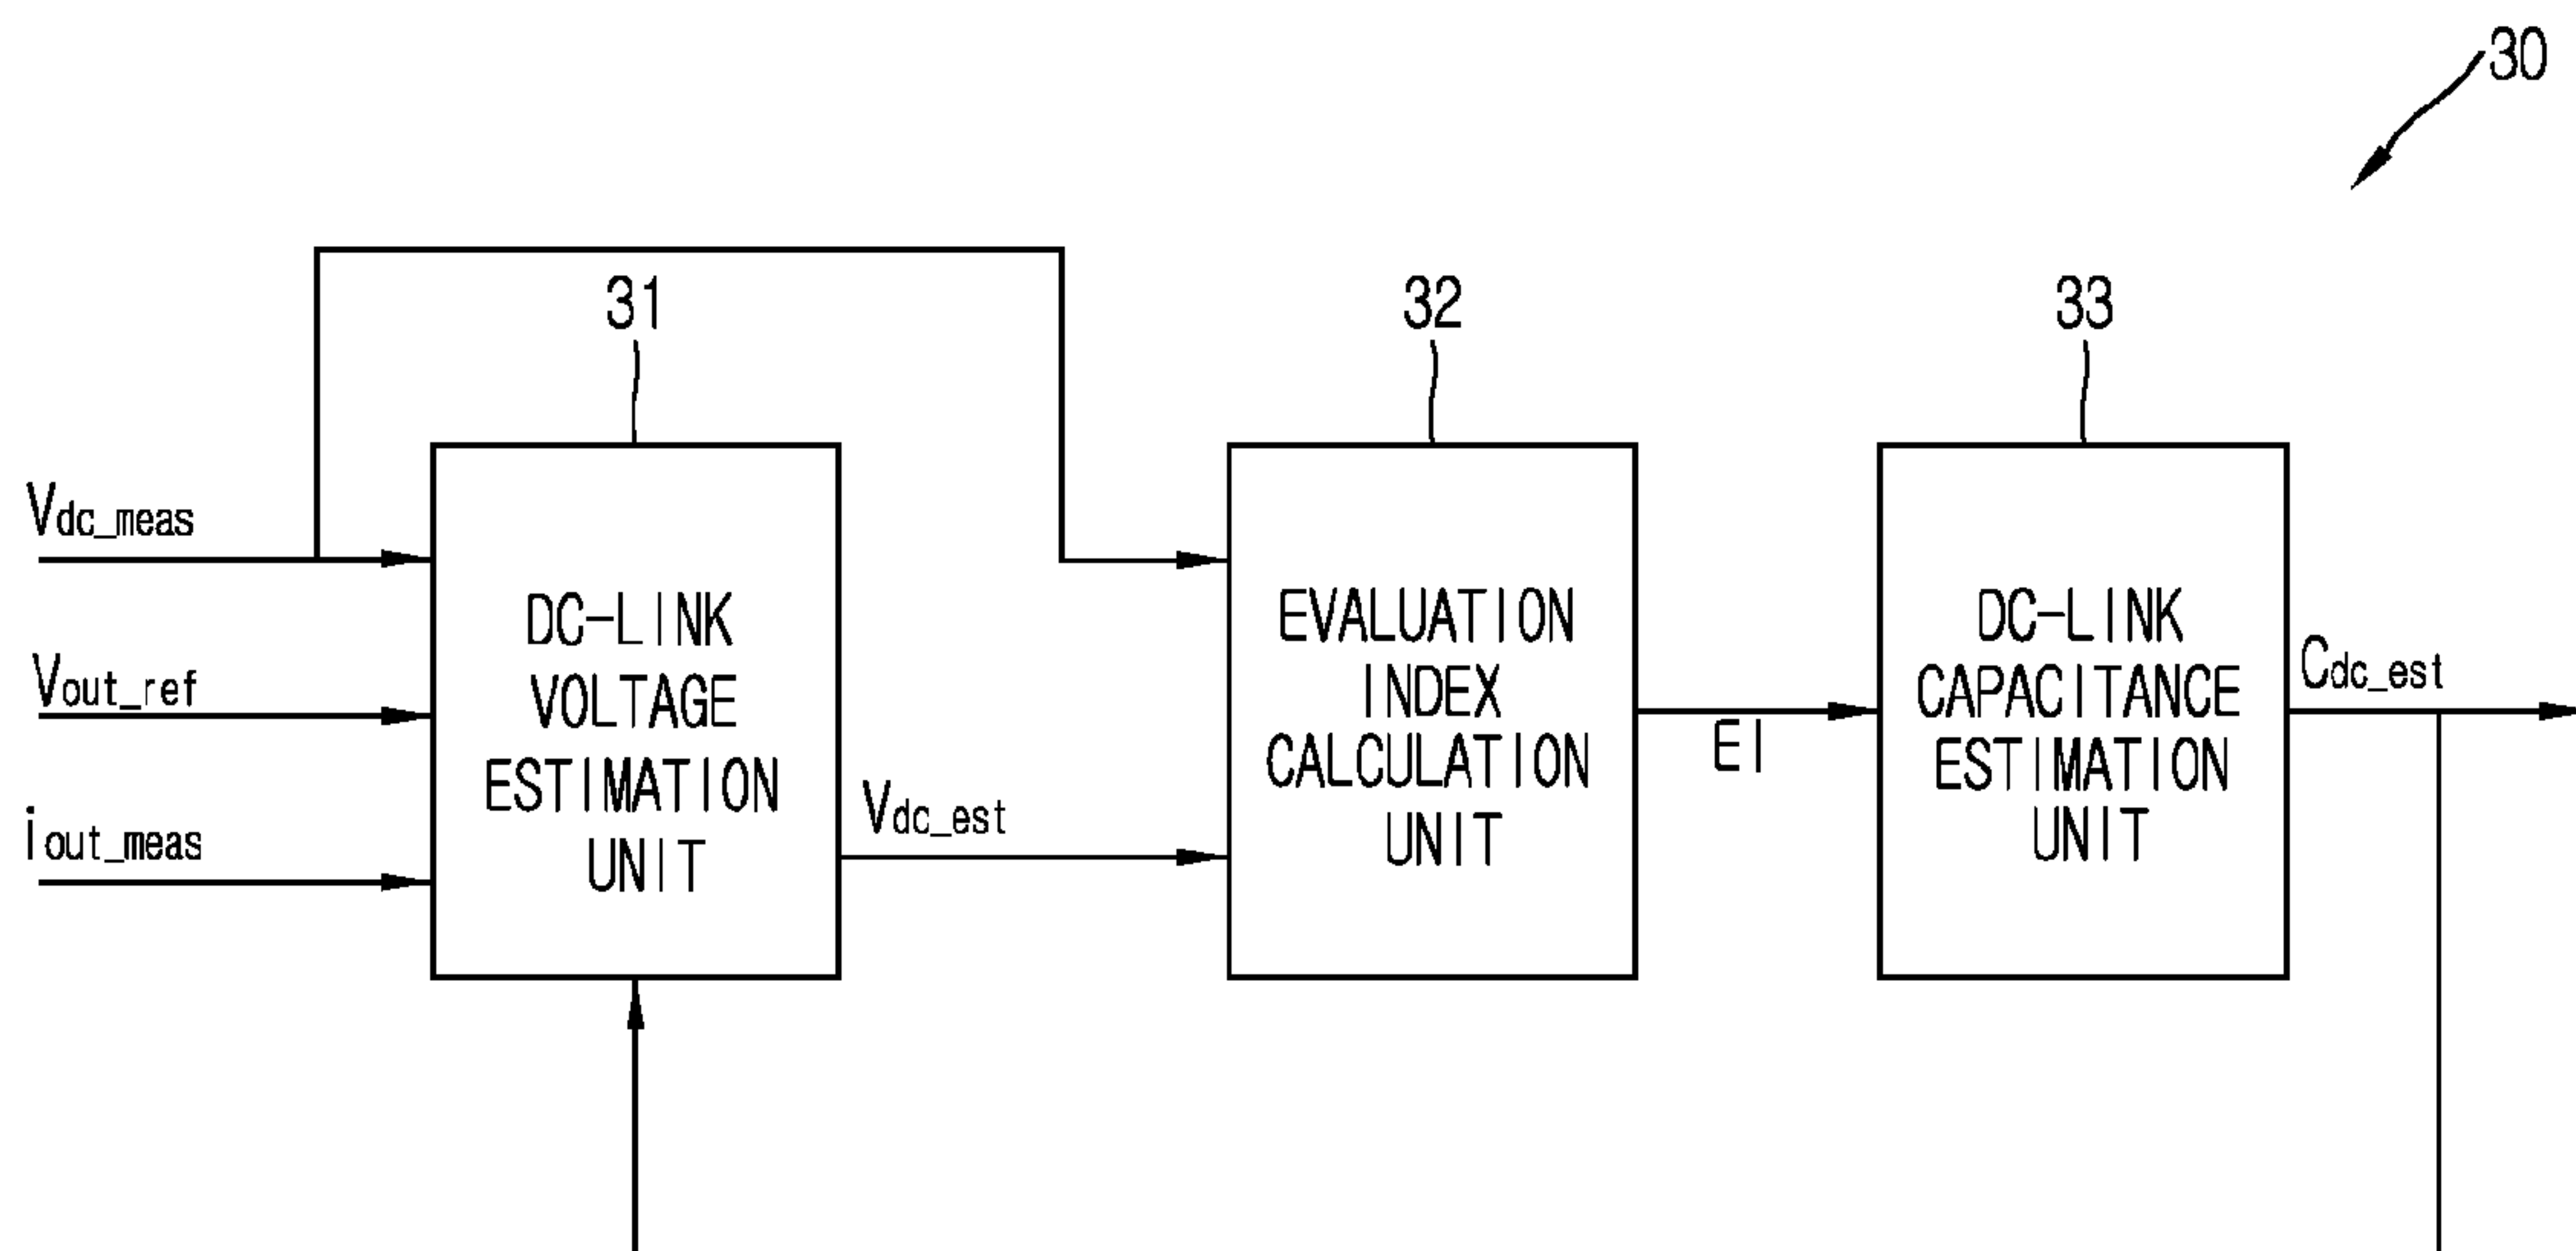 30
31
32
33
Vdc_meas
Vout_ref
iout_meas
DC-LINK
VOLTAGE
ESTIMATION
UNIT
Vdc_est
EVALUATION
INDEX
CALCULATION
UNIT
EI
DC-LINK
CAPACITANCE
ESTIMATION
UNIT
Cdc_est